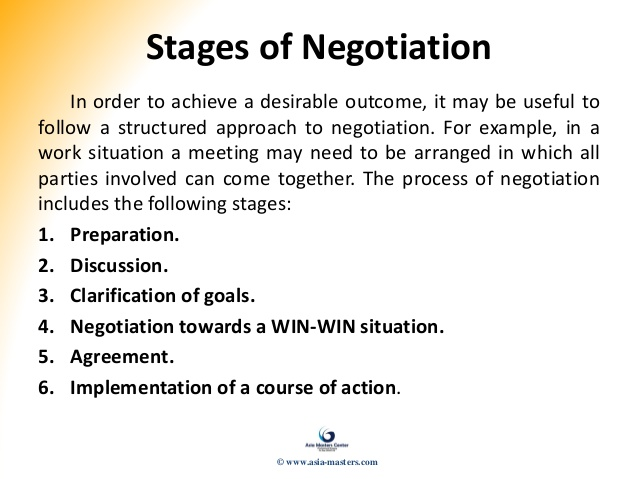 Stages of Negotiation
In order to achieve a desirable outcome, it may be useful to
follow a structured approach to negotiation. For example, in a
work situation a meeting may need to be arranged in which all
parties involved can come together. The process of negotiation
includes the following stages:
1. Preparation.
2. Discussion.
3. Clarification of goals.
4. Negotiation towards a WIN-WIN situation.
5. Agreement.
6. Implementation of a course of action.
Asia Masters Center
© www.asia-masters.com